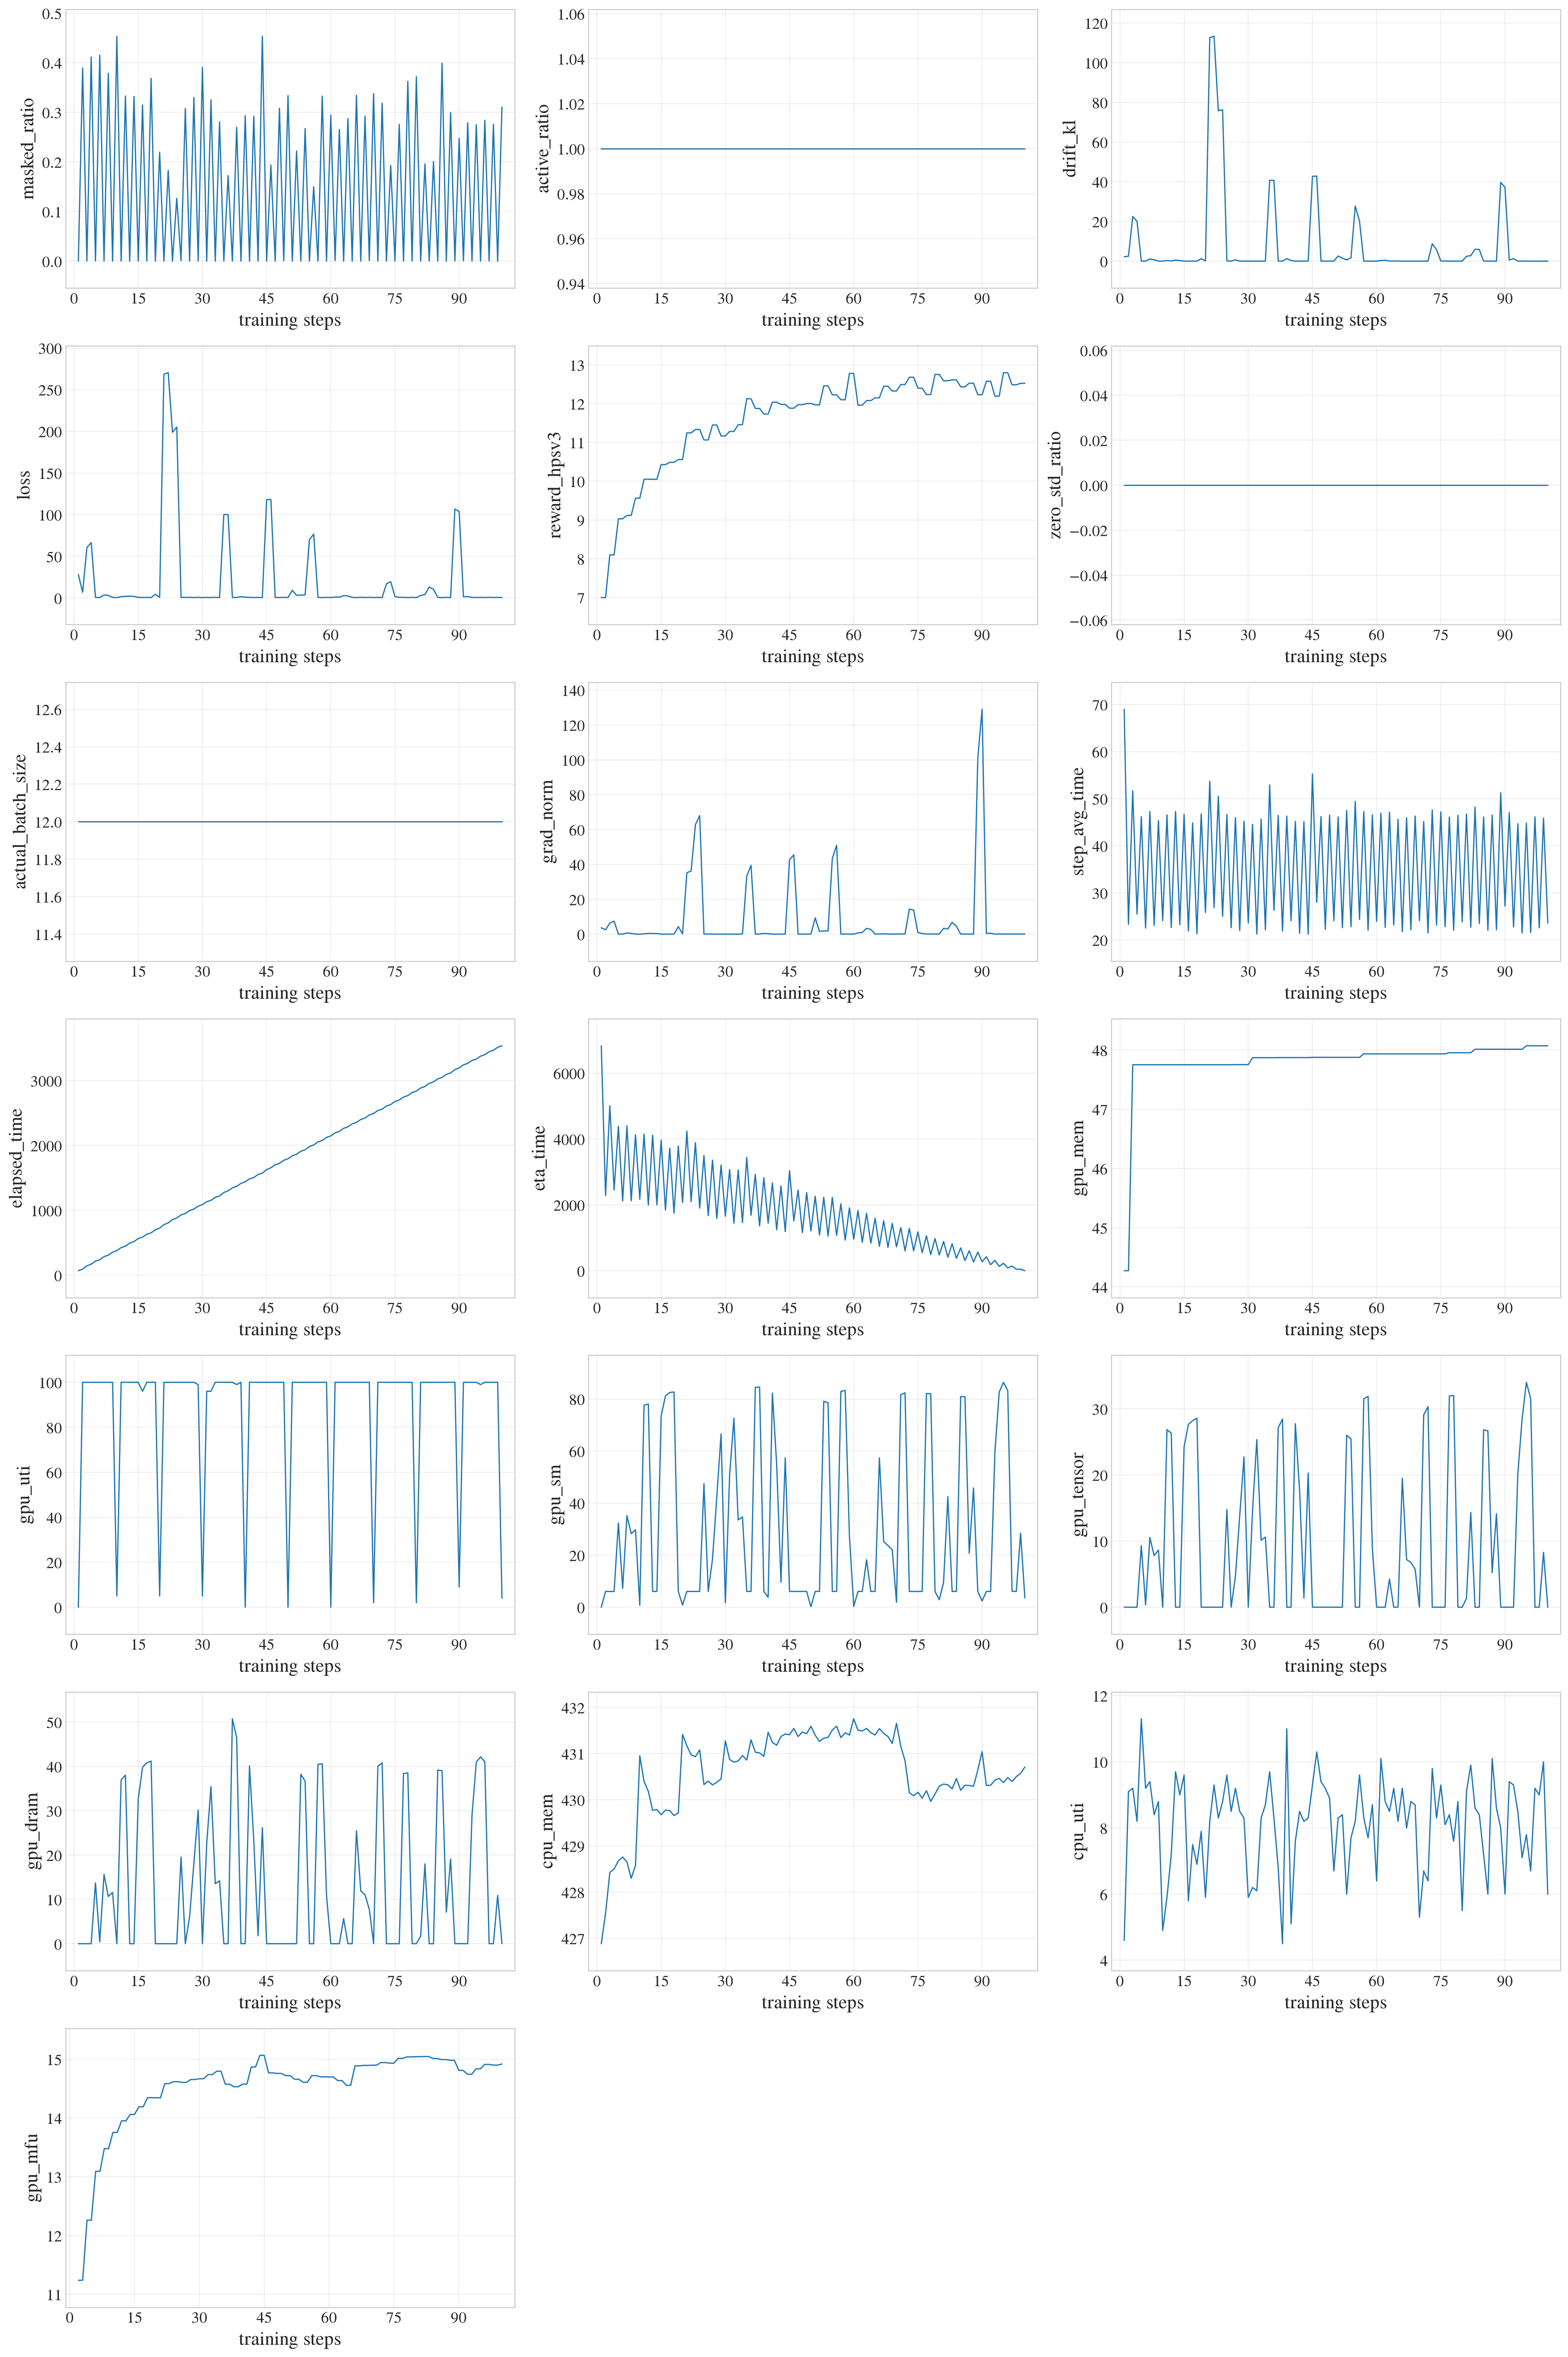 masked_ratio
0.5
0.4
0.3
0.2
0.1
0.0
0 15 30 45 60 75 90
training steps
active_ratio
1.06
1.04
1.02
1.00
0.98
0.96
0.94
0 15 30 45 60 75 90
training steps
drift_kl
120
100
80
60
40
20
0
0 15 30 45 60 75 90
training steps
loss
300
250
200
150
100
50
0
0 15 30 45 60 75 90
training steps
reward_hpsv3
13
12
11
10
9
8
7
0 15 30 45 60 75 90
training steps
zero_std_ratio
0.06
0.04
0.02
0.00
−0.02
−0.04
−0.06
0 15 30 45 60 75 90
training steps
actual_batch_size
12.6
12.4
12.2
12.0
11.8
11.6
11.4
0 15 30 45 60 75 90
training steps
grad_norm
140
120
100
80
60
40
20
0
0 15 30 45 60 75 90
training steps
step_avg_time
70
60
50
40
30
20
0 15 30 45 60 75 90
training steps
elapsed_time
3000
2000
1000
0
0 15 30 45 60 75 90
training steps
eta_time
6000
4000
2000
0
0 15 30 45 60 75 90
training steps
gpu_mem
48
47
46
45
44
0 15 30 45 60 75 90
training steps
gpu_uti
100
80
60
40
20
0
0 15 30 45 60 75 90
training steps
gpu_sm
80
60
40
20
0
0 15 30 45 60 75 90
training steps
gpu_tensor
30
20
10
0
0 15 30 45 60 75 90
training steps
gpu_dram
50
40
30
20
10
0
0 15 30 45 60 75 90
training steps
cpu_mem
432
431
430
429
428
427
0 15 30 45 60 75 90
training steps
cpu_uti
12
10
8
6
4
0 15 30 45 60 75 90
training steps
gpu_mfu
15
14
13
12
11
0 15 30 45 60 75 90
training steps